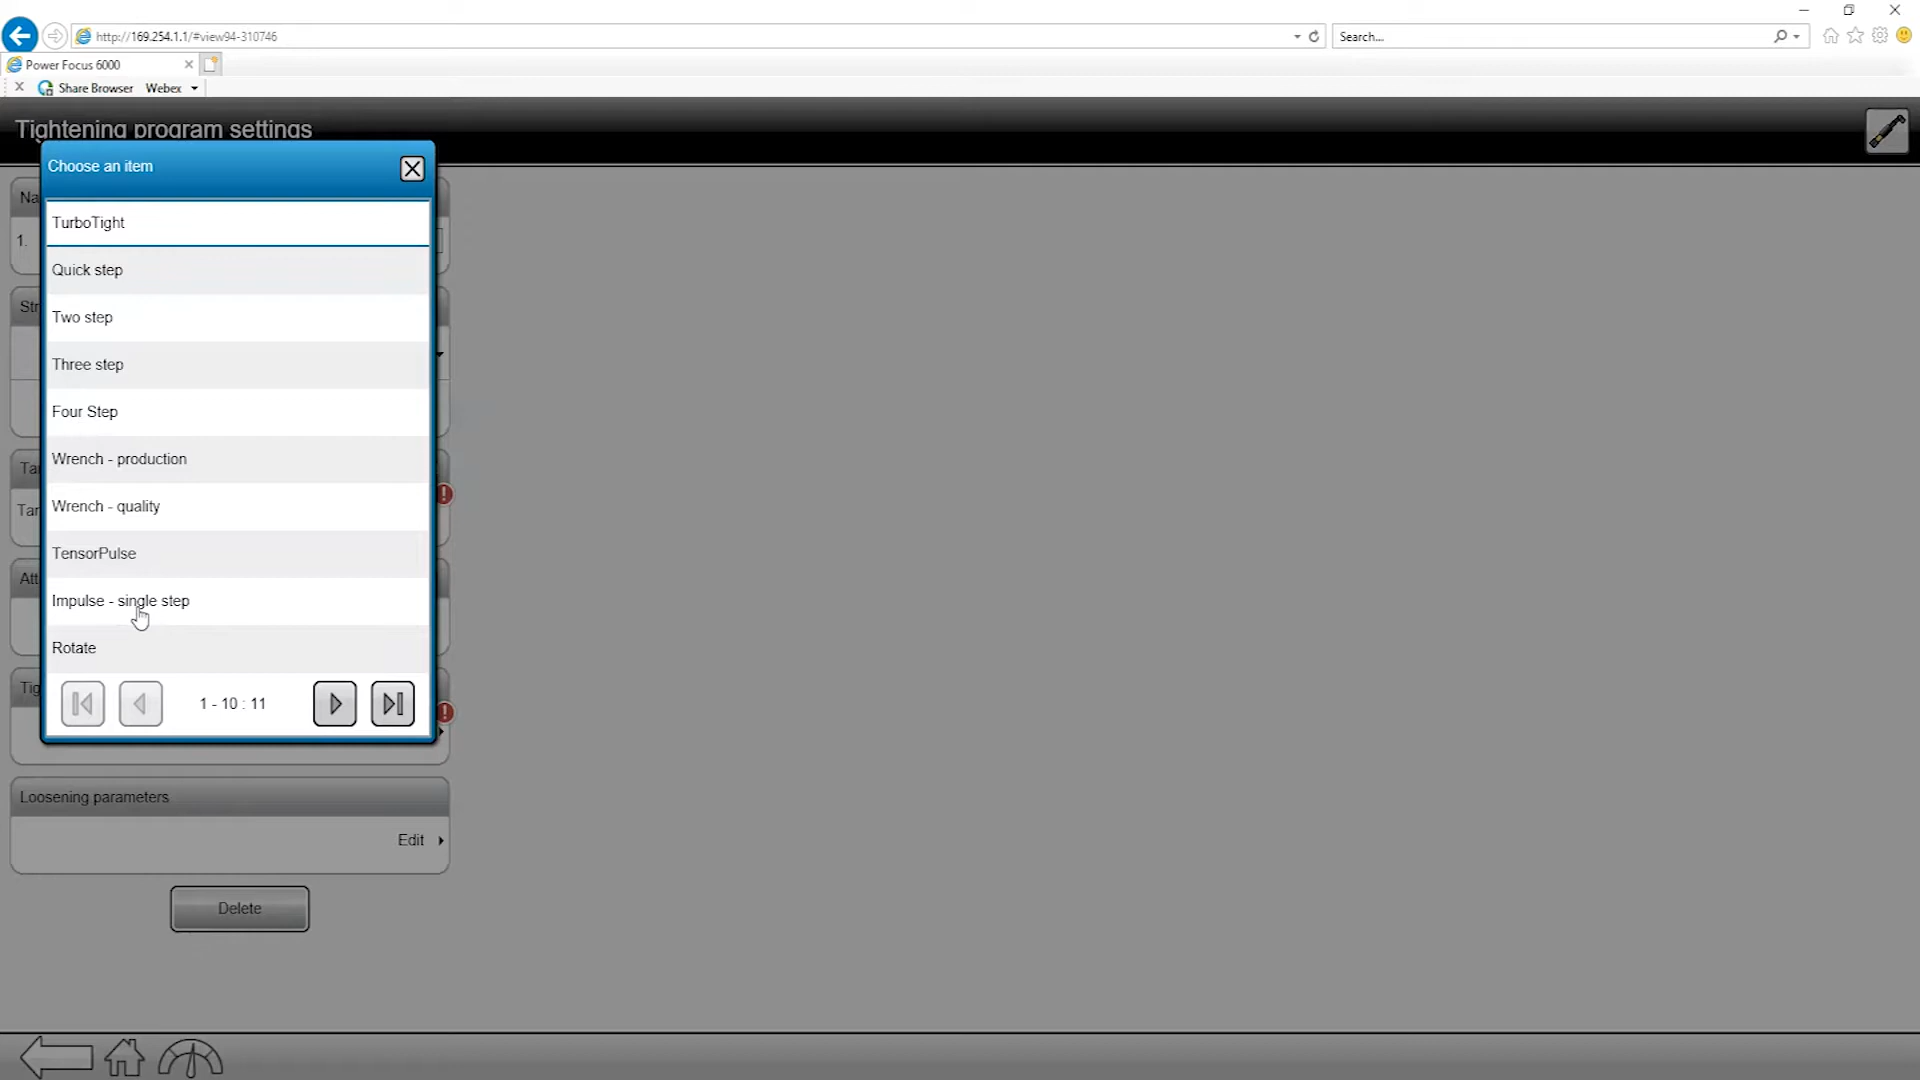 http://169.254.1.1/#view94-310746
Search...
Power Focus 6000
Share Browser Webex
Tightening program settings
Choose an item
Na
1.
Str
Tar
Tar
Att
Tig
TurboTight
Quick step
Two step
Three step
Four Step
Wrench - production
Wrench - quality
TensorPulse
Impulse - single step
Rotate
1 - 10 : 11
Loosening parameters
Edit
Delete